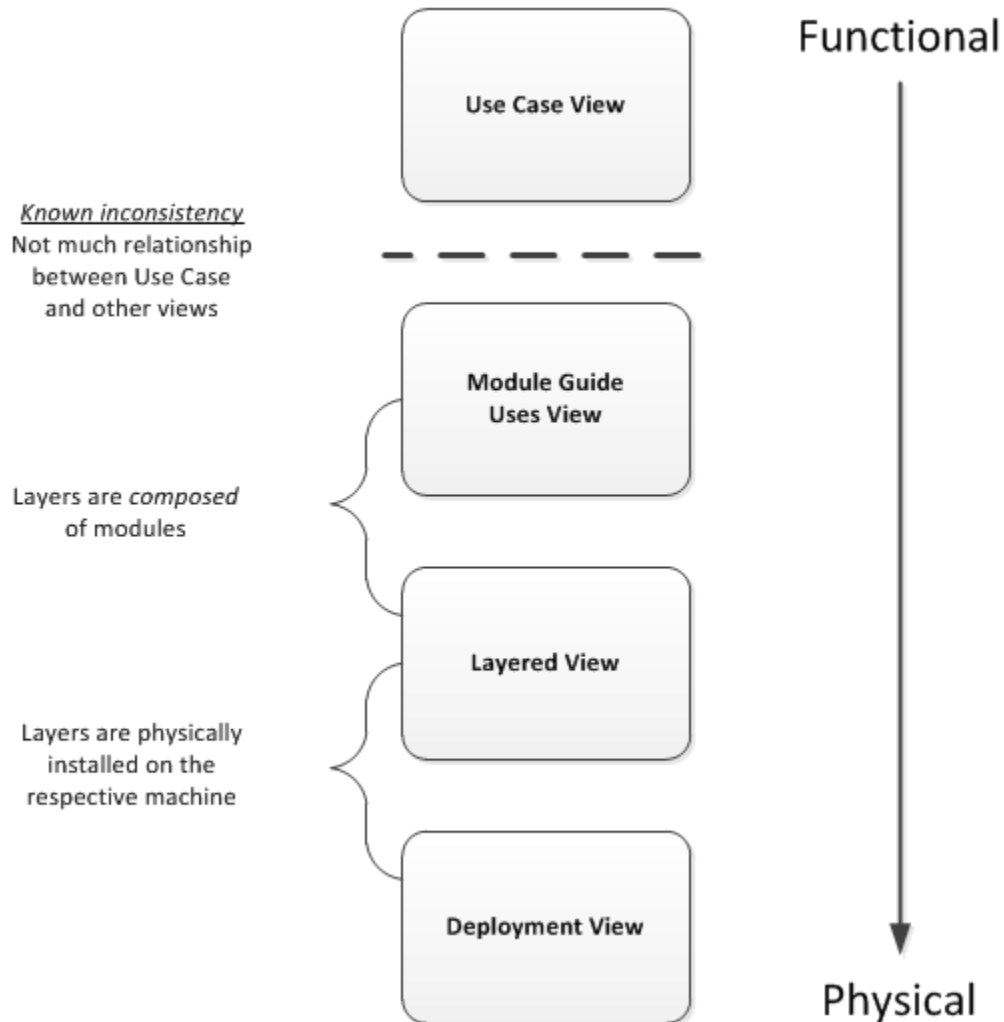 Functional
Use Case View
Known inconsistency
Not much relationship
between Use Case
and other views
Module Guide
Uses View
Layers are composed
of modules
Layered View
Layers are physically
installed on the
respective machine
Deployment View
Physical